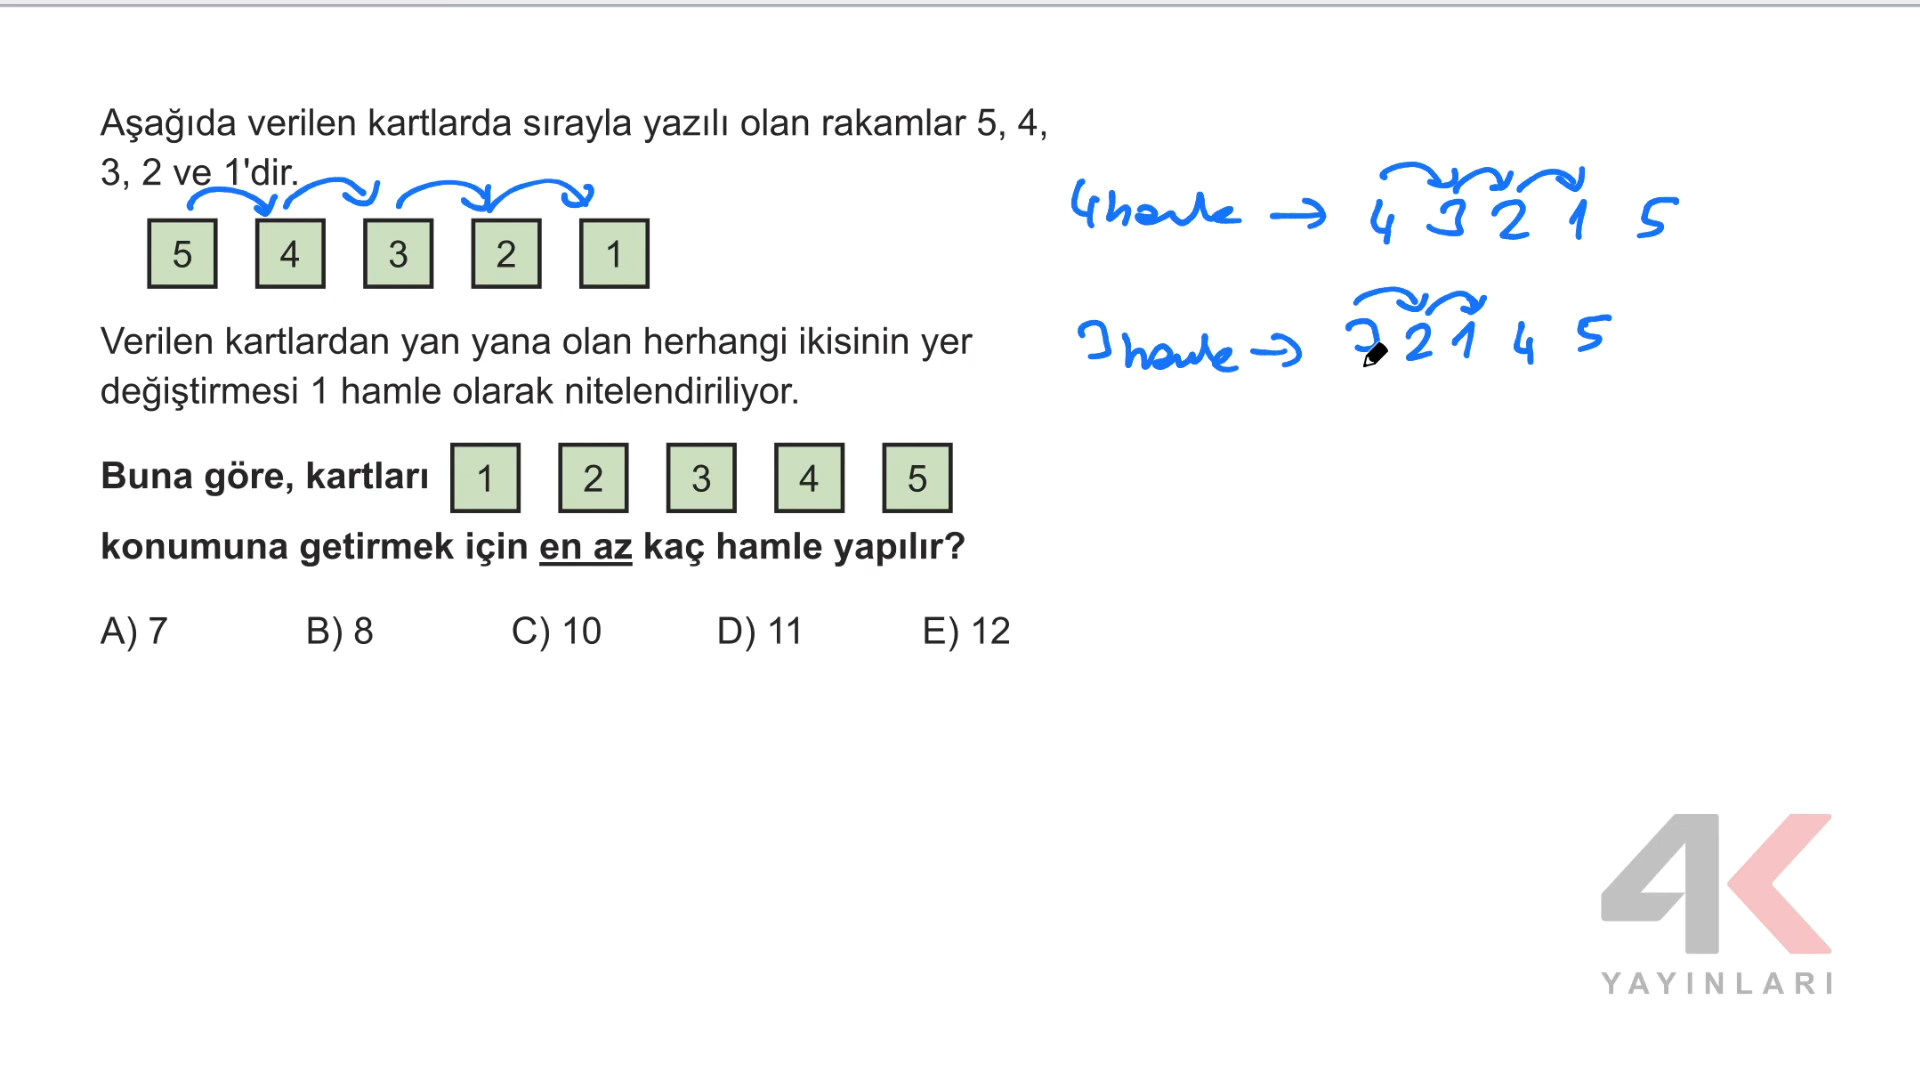 Aşağıda verilen kartlarda sırayla yazılı olan rakamlar 5, 4,
3, 2 ve 1'dir.
5 4 3 2 1
Verilen kartlardan yan yana olan herhangi ikisinin yer
değiştirmesi 1 hamle olarak nitelendiriliyor.
Buna göre, kartları 1 2 3 4 5
konumuna getirmek için en az kaç hamle yapılır?
A) 7 B) 8 C) 10 D) 11 E) 12
4 hamle → 4 3 2 1 5
3 hamle → 3 2 1 4 5
4K
YAYINLARI